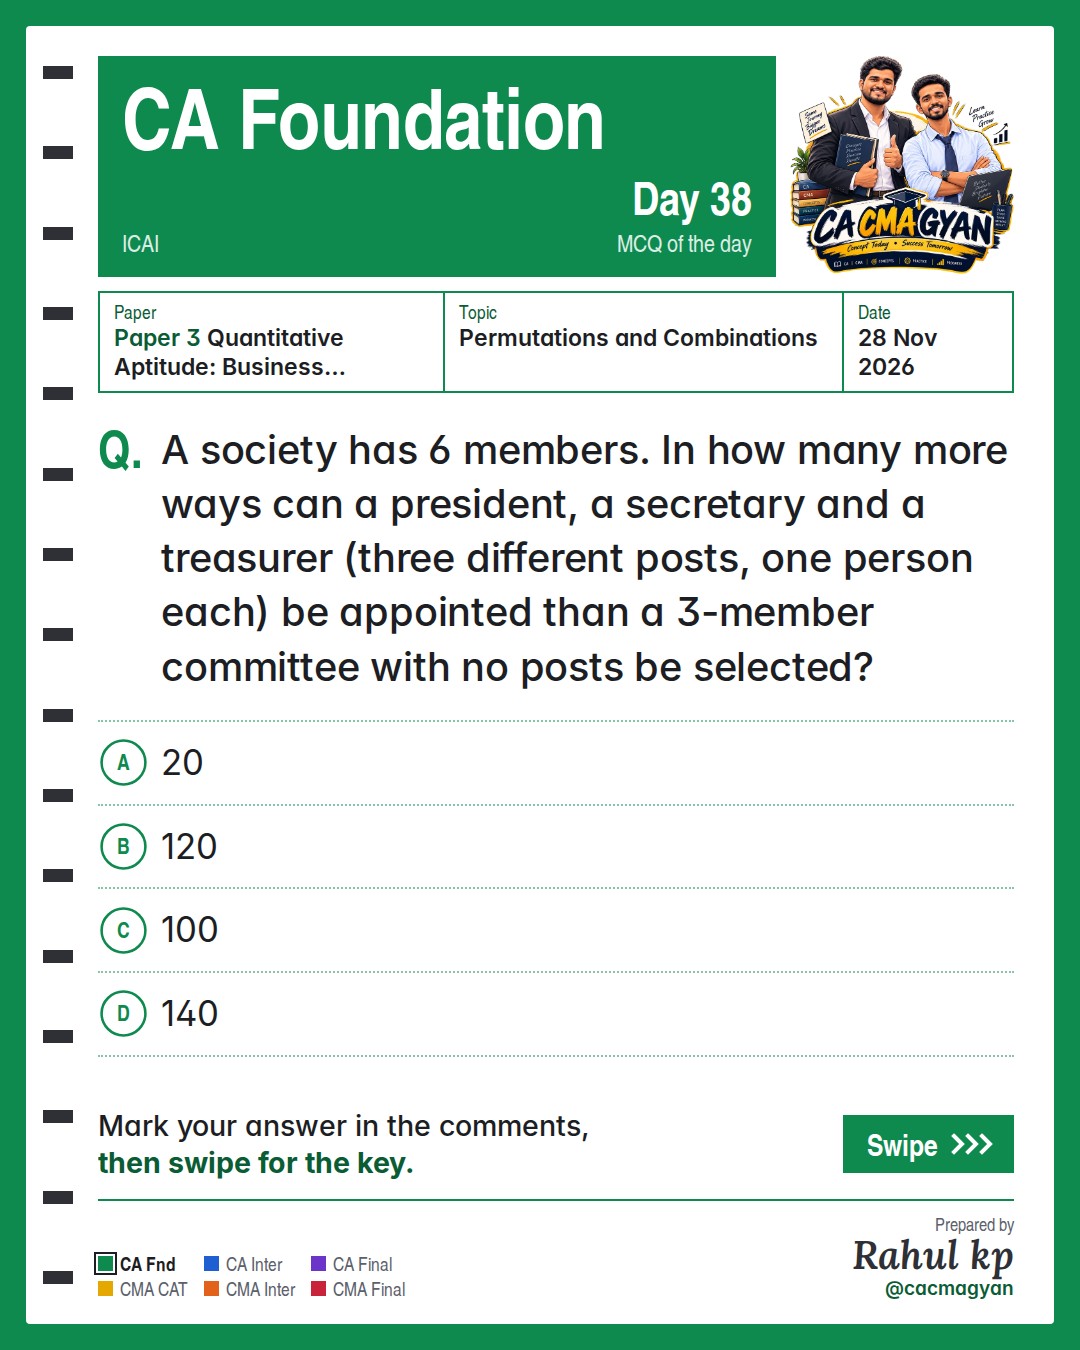 CA Foundation
Day 38
ICAI
MCQ of the day
Learn
Practice
Grow
CA CMA GYAN
Concept Today • Success Tomorrow
Paper
Paper 3 Quantitative
Aptitude: Business...
Topic
Permutations and Combinations
Date
28 Nov
2026
Q. A society has 6 members. In how many more
ways can a president, a secretary and a
treasurer (three different posts, one person
each) be appointed than a 3-member
committee with no posts be selected?
A 20
B 120
C 100
D 140
Mark your answer in the comments,
then swipe for the key.
Swipe
Prepared by
Rahul kp
@cacmagyan
CA Fnd
CA Inter
CA Final
CMA CAT
CMA Inter
CMA Final